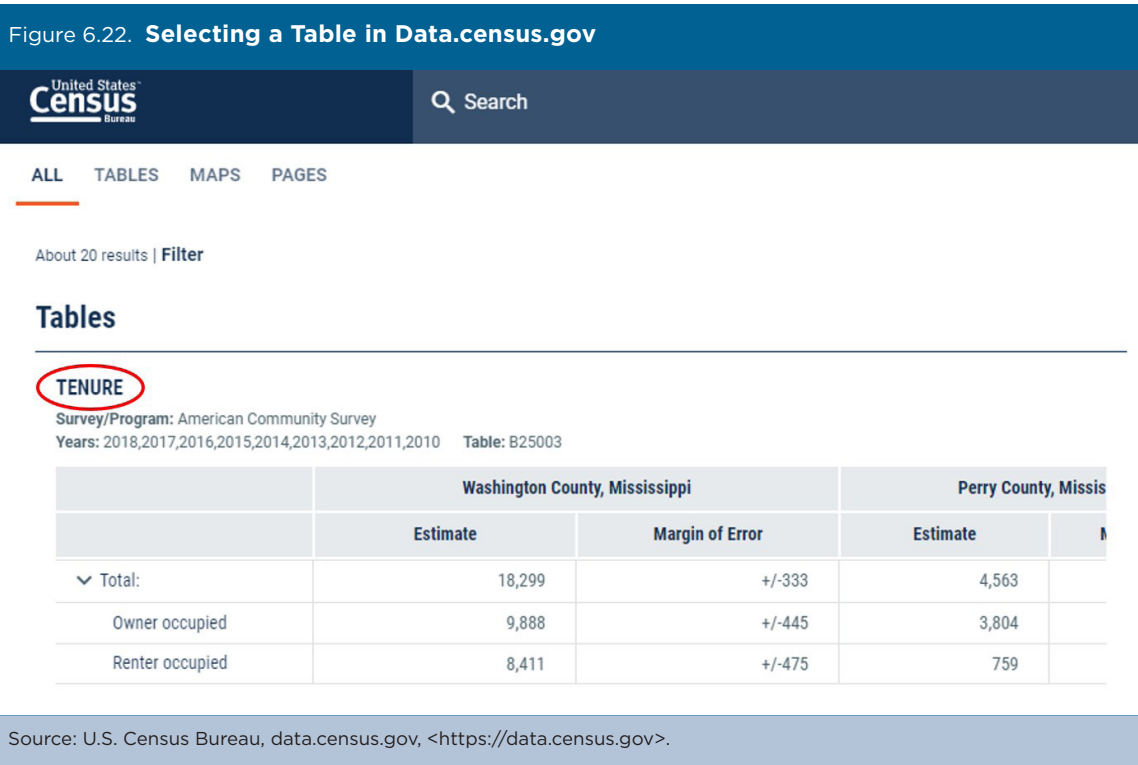 Figure 6.22. Selecting a Table in Data.census.gov
United States™
Census
Bureau
Search
ALL TABLES MAPS PAGES
About 20 results | Filter
Tables
TENURE
Survey/Program: American Community Survey
Years: 2018,2017,2016,2015,2014,2013,2012,2011,2010 Table: B25003
Washington County, Mississippi Perry County, Missis
Estimate Margin of Error Estimate
Total: 18,299 +/-333 4,563
Owner occupied 9,888 +/-445 3,804
Renter occupied 8,411 +/-475 759
Source: U.S. Census Bureau, data.census.gov, <https://data.census.gov>.